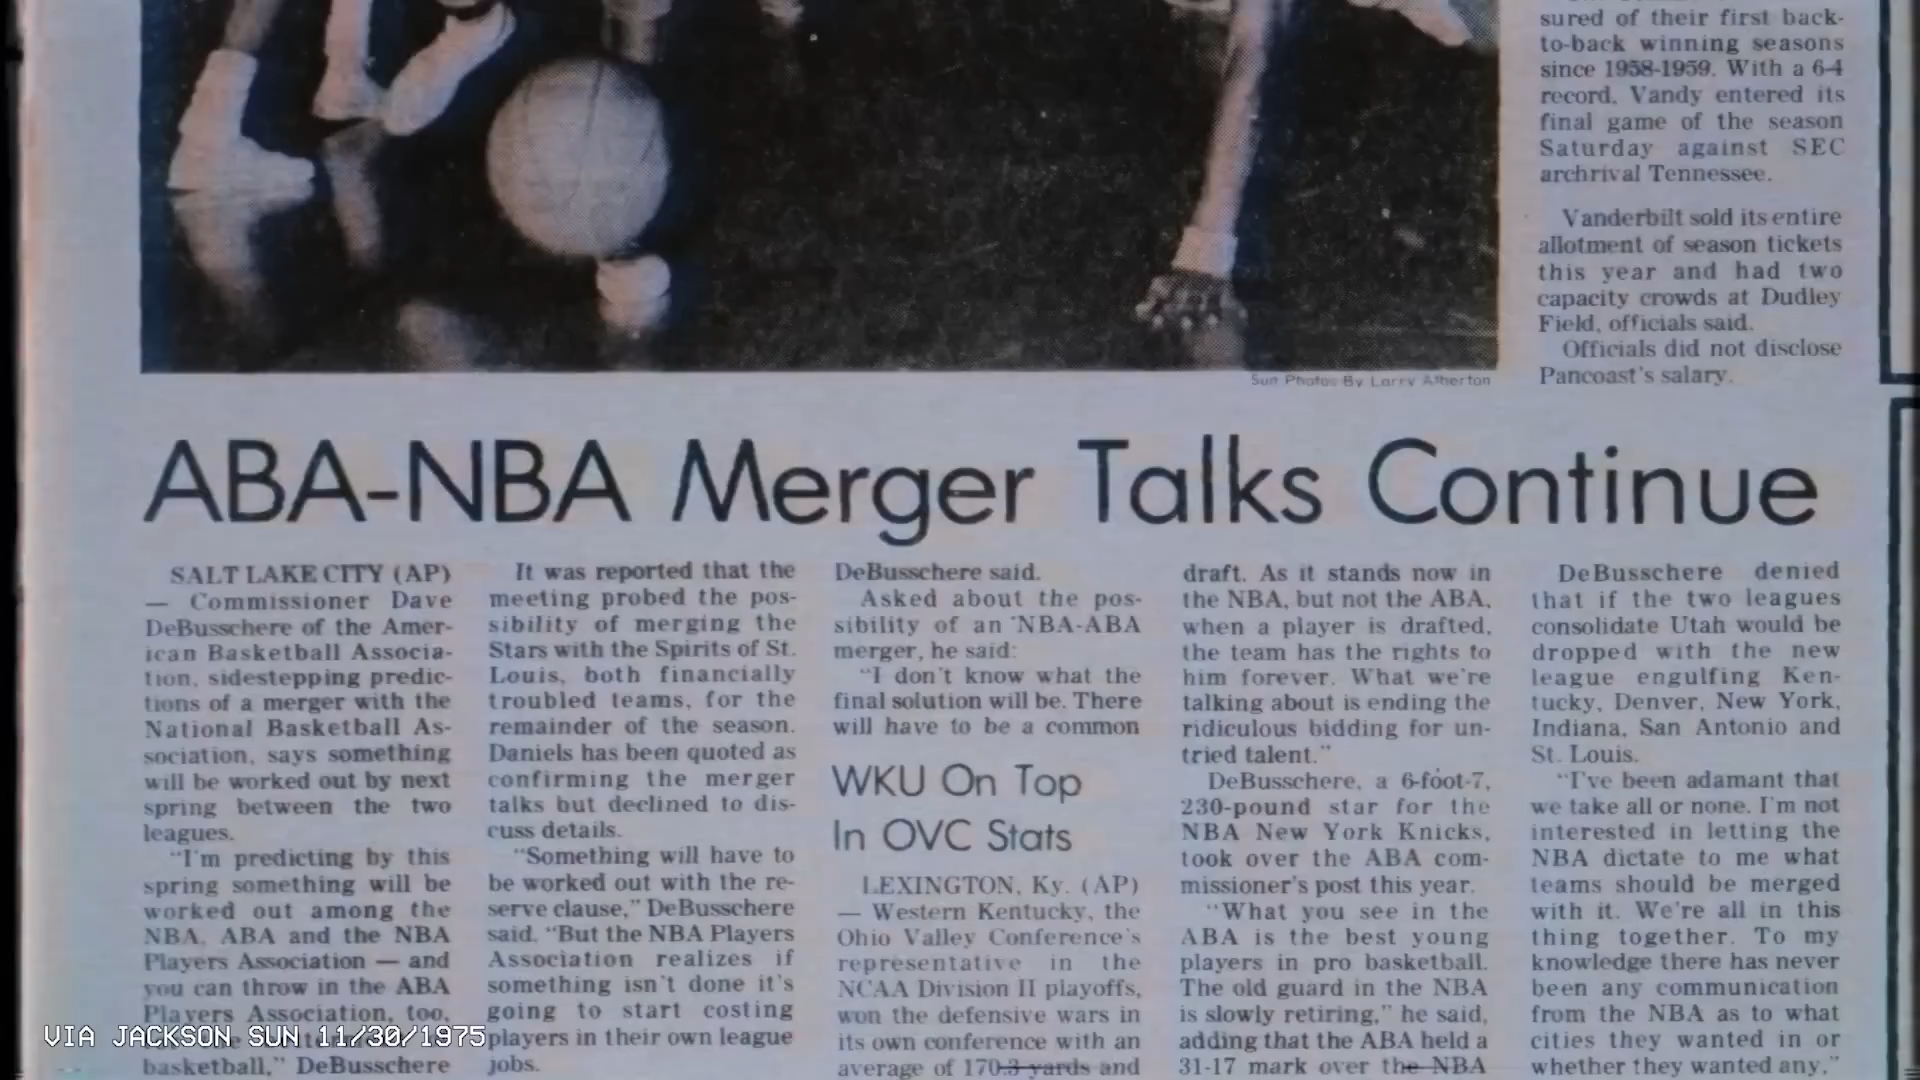 sured of their first back-
to-back winning seasons
since 1958-1959. With a 6-4
record, Vandy entered its
final game of the season
Saturday against SEC
archrival Tennessee.
Vanderbilt sold its entire
allotment of season tickets
this year and had two
capacity crowds at Dudley
Field, officials said.
Officials did not disclose
Pancoast's salary.
Sun Photos By Larry Atherton
ABA-NBA Merger Talks Continue
SALT LAKE CITY (AP)
— Commissioner Dave
DeBusschere of the Amer-
ican Basketball Associa-
tion, sidestepping predic-
tions of a merger with the
National Basketball As-
sociation, says something
will be worked out by next
spring between the two
leagues.
"I'm predicting by this
spring something will be
worked out among the
NBA, ABA and the NBA
Players Association — and
you can throw in the ABA
Players Association, too,
basketball," DeBusschere
It was reported that the
meeting probed the pos-
sibility of merging the
Stars with the Spirits of St.
Louis, both financially
troubled teams, for the
remainder of the season.
Daniels has been quoted as
confirming the merger
talks but declined to dis-
cuss details.
"Something will have to
be worked out with the re-
serve clause," DeBusschere
said. "But the NBA Players
Association realizes if
something isn't done it's
going to start costing
players in their own league
jobs.
DeBusschere said.
Asked about the pos-
sibility of an NBA-ABA
merger, he said:
"I don't know what the
final solution will be. There
will have to be a common
WKU On Top
In OVC Stats
LEXINGTON, Ky. (AP)
— Western Kentucky, the
Ohio Valley Conference's
representative in the
NCAA Division II playoffs,
won the defensive wars in
its own conference with an
average of 170.3 yards and
draft. As it stands now in
the NBA, but not the ABA,
when a player is drafted,
the team has the rights to
him forever. What we're
talking about is ending the
ridiculous bidding for un-
tried talent."
DeBusschere, a 6-foot-7,
230-pound star for the
NBA New York Knicks,
took over the ABA com-
missioner's post this year.
"What you see in the
ABA is the best young
players in pro basketball.
The old guard in the NBA
is slowly retiring," he said,
adding that the ABA held a
31-17 mark over the NBA
DeBusschere denied
that if the two leagues
consolidate Utah would be
dropped with the new
league engulfing Ken-
tucky, Denver, New York,
Indiana, San Antonio and
St. Louis.
"I've been adamant that
we take all or none. I'm not
interested in letting the
NBA dictate to me what
teams should be merged
with it. We're all in this
thing together. To my
knowledge there has never
been any communication
from the NBA as to what
cities they wanted in or
whether they wanted any,"
VIA JACKSON SUN 11/30/1975